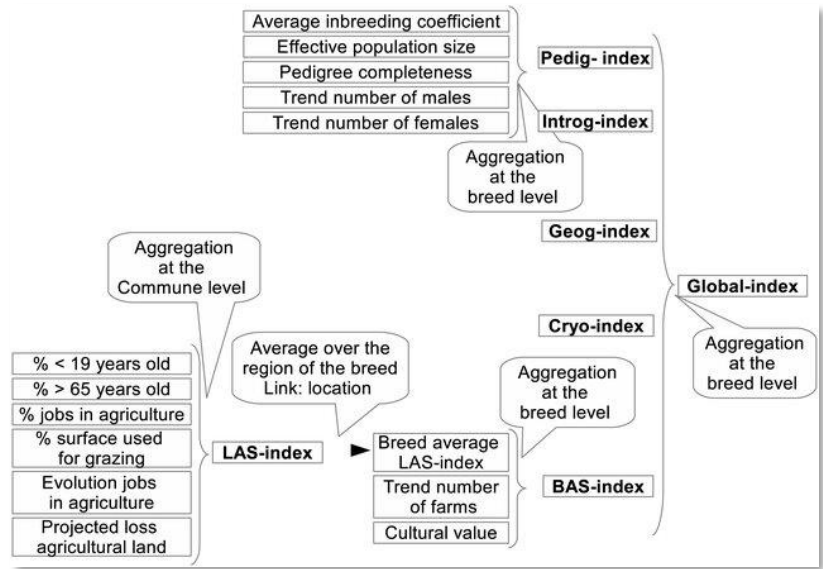 Average inbreeding coefficient
Effective population size
Pedigree completeness
Trend number of males
Trend number of females
Pedig- index
Introg-index
Aggregation
at the
breed level
Geog-index
Aggregation
at the
Commune level
Global-index
Cryo-index
Average over the
region of the breed
Link: location
Aggregation
at the
breed level
Aggregation
at the
breed level
% < 19 years old
% > 65 years old
% jobs in agriculture
% surface used
for grazing
Evolution jobs
in agriculture
Projected loss
agricultural land
LAS-index
Breed average
LAS-index
Trend number
of farms
Cultural value
BAS-index